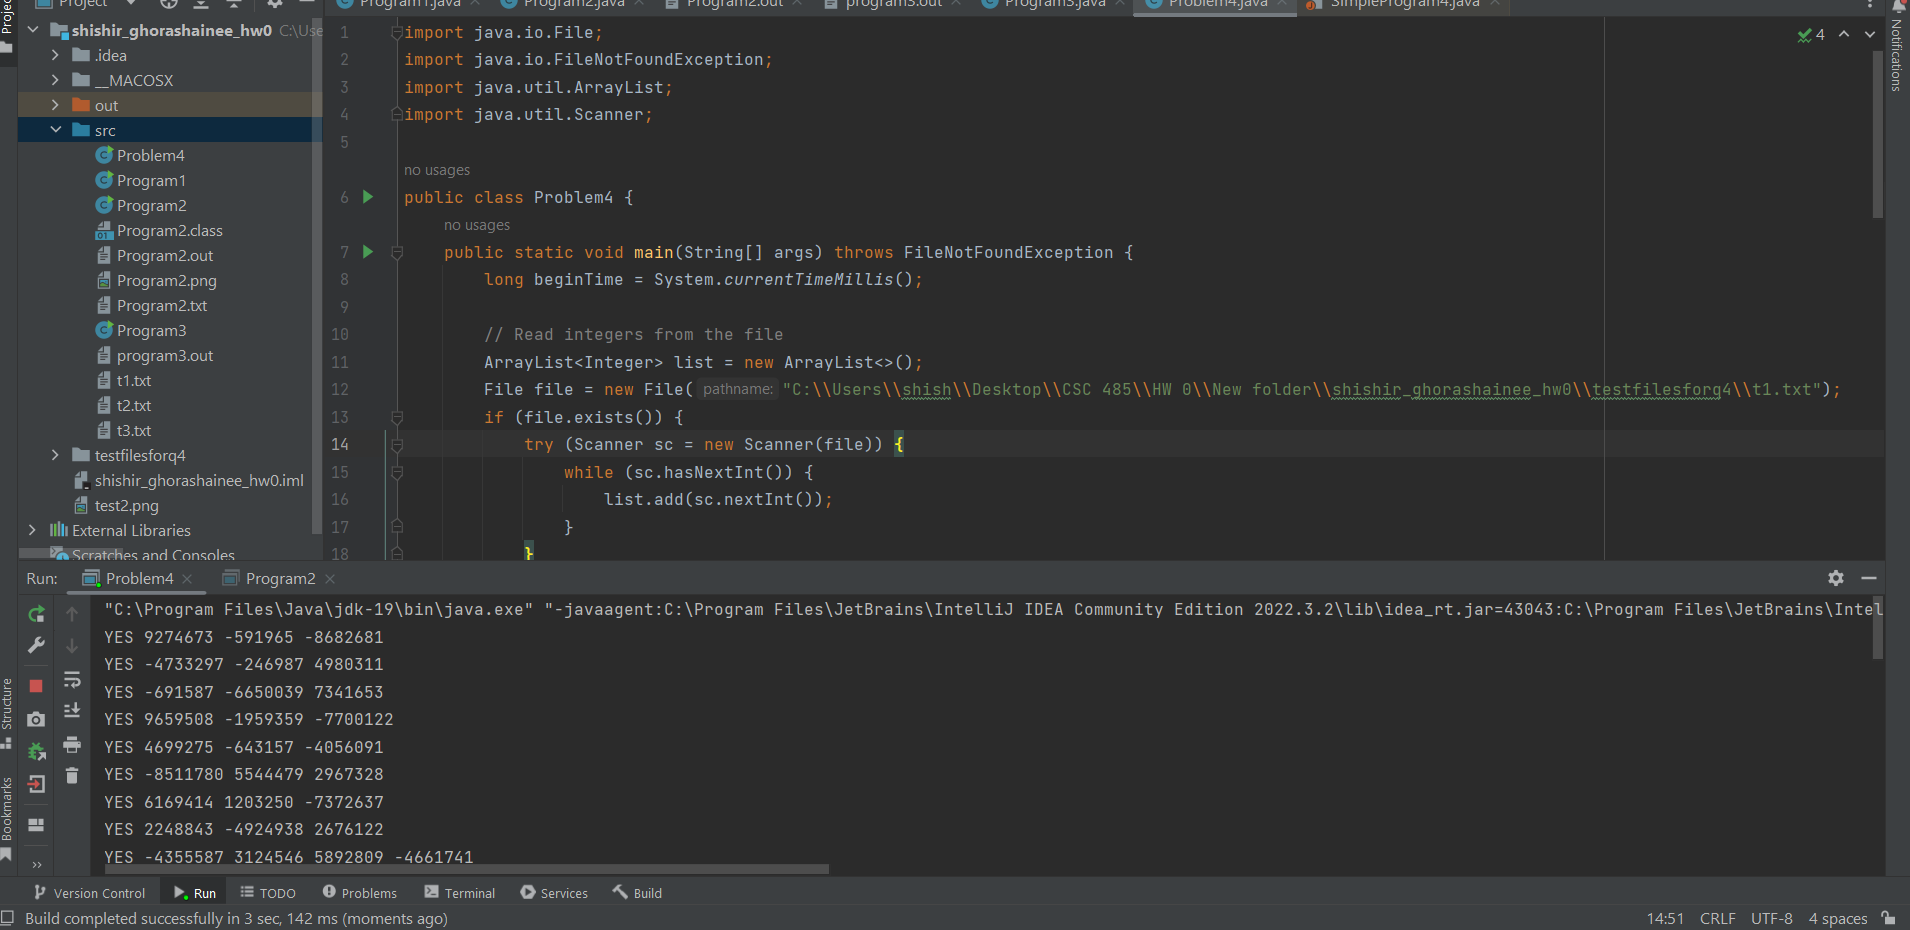 Project
Program1.java
Program2.java
Program2.out
program3.out
Program3.java
Problem4.java
SimpleProgram4.java
shishir_ghorashainee_hw0 C:\Use
.idea
__MACOSX
out
src
Problem4
Program1
Program2
Program2.class
Program2.out
Program2.png
Program2.txt
Program3
program3.out
t1.txt
t2.txt
t3.txt
testfilesforq4
shishir_ghorashainee_hw0.iml
test2.png
External Libraries
Scratches and Consoles
1 import java.io.File;
2 import java.io.FileNotFoundException;
3 import java.util.ArrayList;
4 import java.util.Scanner;
5
no usages
6 public class Problem4 {
no usages
7 public static void main(String[] args) throws FileNotFoundException {
8 long beginTime = System.currentTimeMillis();
9
10 // Read integers from the file
11 ArrayList<Integer> list = new ArrayList<>();
12 File file = new File( pathname: "C:\\Users\\shish\\Desktop\\CSC 485\\HW 0\\New folder\\shishir_ghorashainee_hw0\\testfilesforq4\\t1.txt");
13 if (file.exists()) {
14 try (Scanner sc = new Scanner(file)) {
15 while (sc.hasNextInt()) {
16 list.add(sc.nextInt());
17 }
18 }
4
Notifications
Structure
Bookmarks
Run: Problem4 Program2
"C:\Program Files\Java\jdk-19\bin\java.exe" "-javaagent:C:\Program Files\JetBrains\IntelliJ IDEA Community Edition 2022.3.2\lib\idea_rt.jar=43043:C:\Program Files\JetBrains\Intel
YES 9274673 -591965 -8682681
YES -4733297 -246987 4980311
YES -691587 -6650039 7341653
YES 9659508 -1959359 -7700122
YES 4699275 -643157 -4056091
YES -8511780 5544479 2967328
YES 6169414 1203250 -7372637
YES 2248843 -4924938 2676122
YES -4355587 3124546 5892809 -4661741
Version Control Run TODO Problems Terminal Services Build
Build completed successfully in 3 sec, 142 ms (moments ago)
14:51 CRLF UTF-8 4 spaces